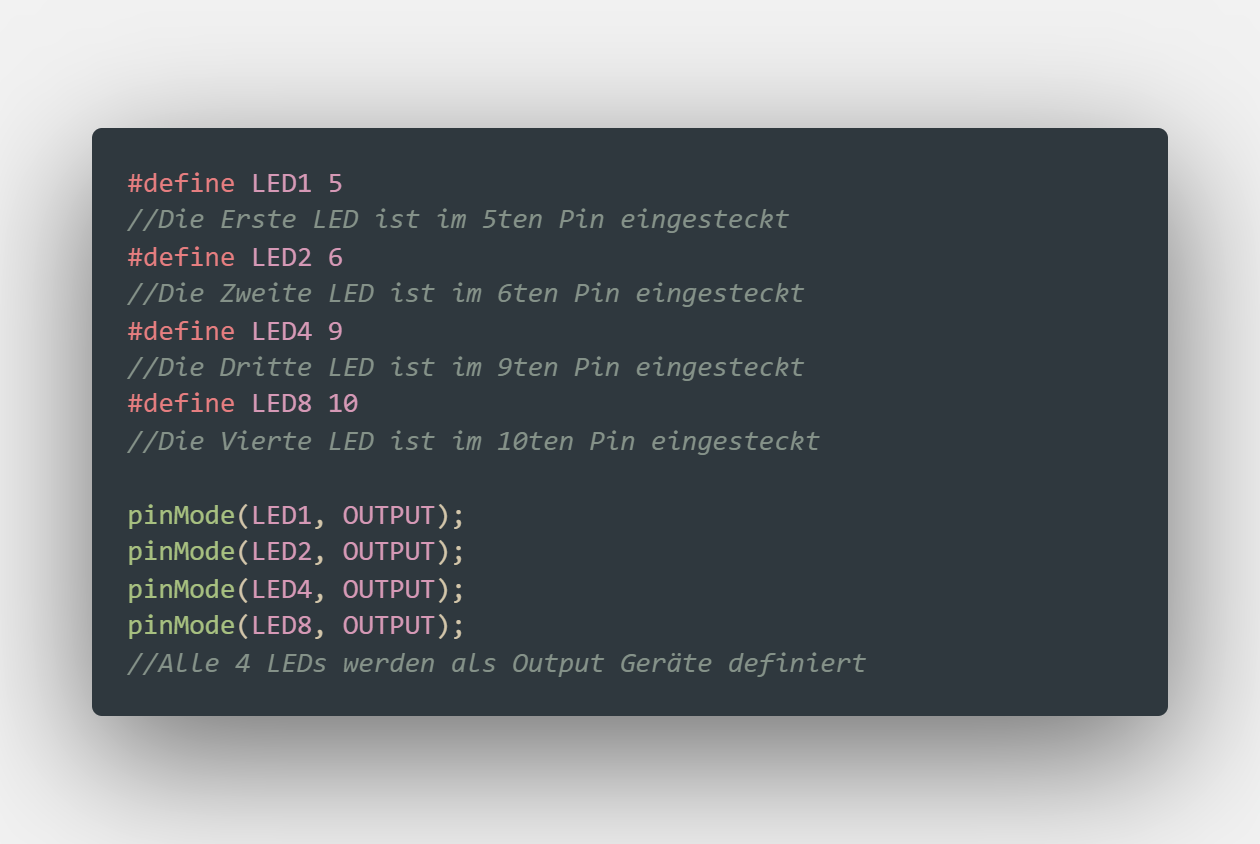 #define LED1 5
//Die Erste LED ist im 5ten Pin eingesteckt
#define LED2 6
//Die Zweite LED ist im 6ten Pin eingesteckt
#define LED4 9
//Die Dritte LED ist im 9ten Pin eingesteckt
#define LED8 10
//Die Vierte LED ist im 10ten Pin eingesteckt
pinMode(LED1, OUTPUT);
pinMode(LED2, OUTPUT);
pinMode(LED4, OUTPUT);
pinMode(LED8, OUTPUT);
//Alle 4 LEDs werden als Output Geräte definiert